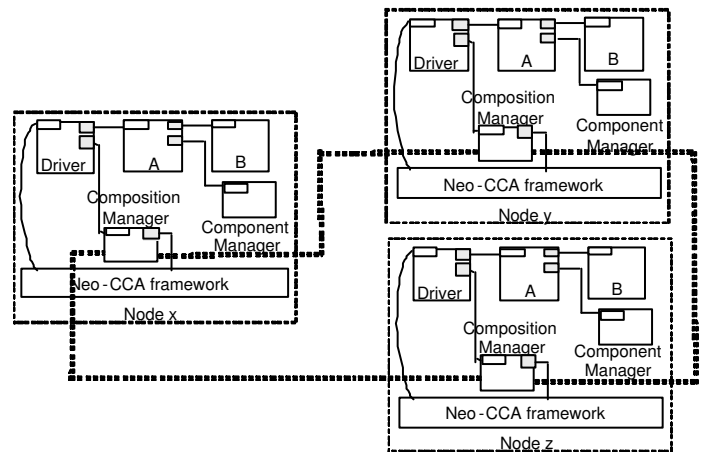 Driver
A
B
Composition
Manager
Component
Manager
Neo-CCA framework
Node x
Driver
A
B
Composition
Manager
Component
Manager
Neo-CCA framework
Node y
Driver
A
B
Composition
Manager
Component
Manager
Neo-CCA framework
Node z